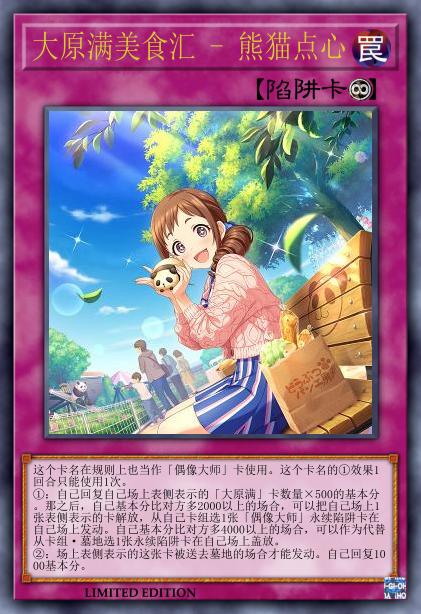 大原满美食汇 - 熊猫点心
罠
【陷阱卡♾】
どうぶつ
パン工房
这个卡名在规则上也当作「偶像大师」卡使用。这个卡名的①效果1
回合只能使用1次。
①：自己回复自己场上表侧表示的「大原满」卡数量×500的基本分
。那之后，自己基本分比对方多2000以上的场合，可以把自己场上1
张表侧表示的卡解放，从自己卡组选1张「偶像大师」永续陷阱卡在
自己场上发动。自己基本分比对方多4000以上的场合，可以作为代替
从卡组·墓地选1张永续陷阱卡在自己场上盖放。
②：场上表侧表示的这张卡被送去墓地的场合才能发动。自己回复10
00基本分。
LIMITED EDITION